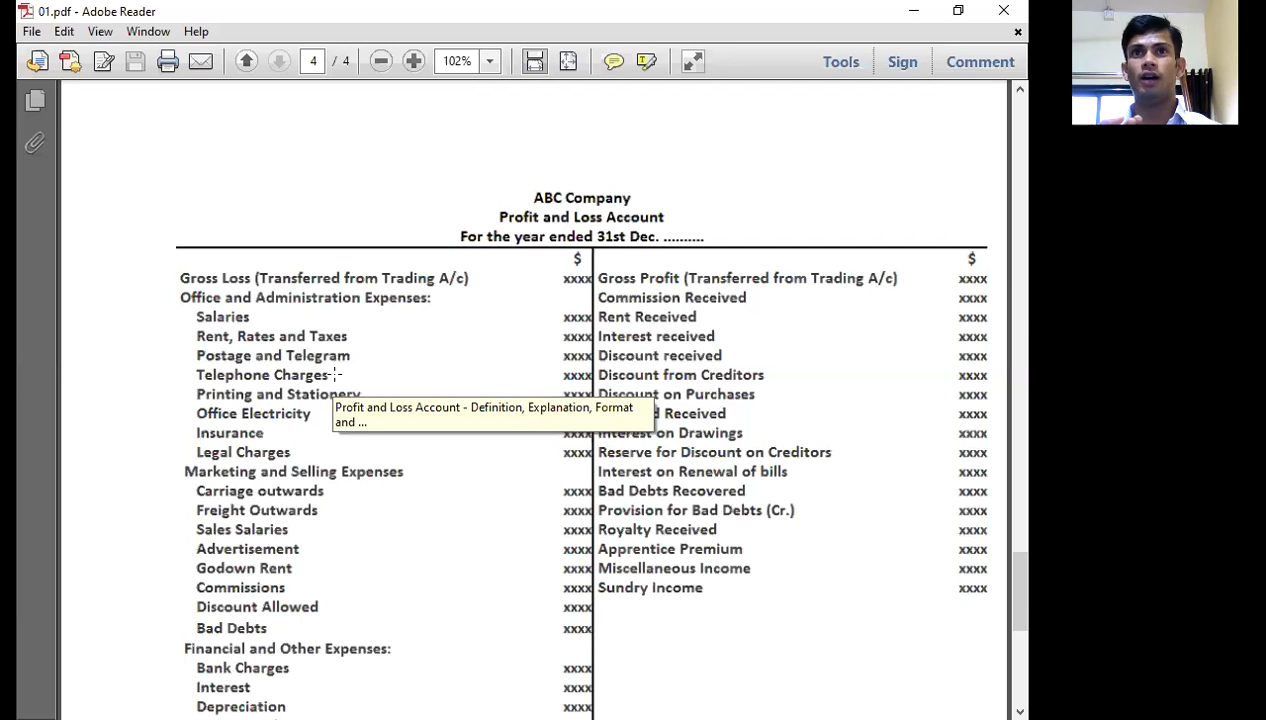 01.pdf - Adobe Reader
File Edit View Window Help
4 / 4 102% Tools Sign Comment
ABC Company
Profit and Loss Account
For the year ended 31st Dec. ..........
$ $
Gross Loss (Transferred from Trading A/c) xxxx Gross Profit (Transferred from Trading A/c) xxxx
Office and Administration Expenses: Commission Received xxxx
Salaries xxxx Rent Received xxxx
Rent, Rates and Taxes xxxx Interest received xxxx
Postage and Telegram xxxx Discount received xxxx
Telephone Charges xxxx Discount from Creditors xxxx
Printing and Stationery xxxx Discount on Purchases xxxx
Profit and Loss Account - Definition, Explanation, Format
and ...
Office Electricity Received xxxx
Insurance xxxx Interest on Drawings xxxx
Legal Charges xxxx Reserve for Discount on Creditors xxxx
Marketing and Selling Expenses Interest on Renewal of bills xxxx
Carriage outwards xxxx Bad Debts Recovered xxxx
Freight Outwards xxxx Provision for Bad Debts (Cr.) xxxx
Sales Salaries xxxx Royalty Received xxxx
Advertisement xxxx Apprentice Premium xxxx
Godown Rent xxxx Miscellaneous Income xxxx
Commissions xxxx Sundry Income xxxx
Discount Allowed xxxx
Bad Debts xxxx
Financial and Other Expenses:
Bank Charges xxxx
Interest xxxx
Depreciation xxxx